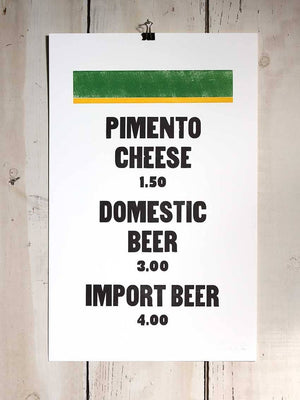 PIMENTO
CHEESE
1.50
DOMESTIC
BEER
3.00
IMPORT BEER
4.00